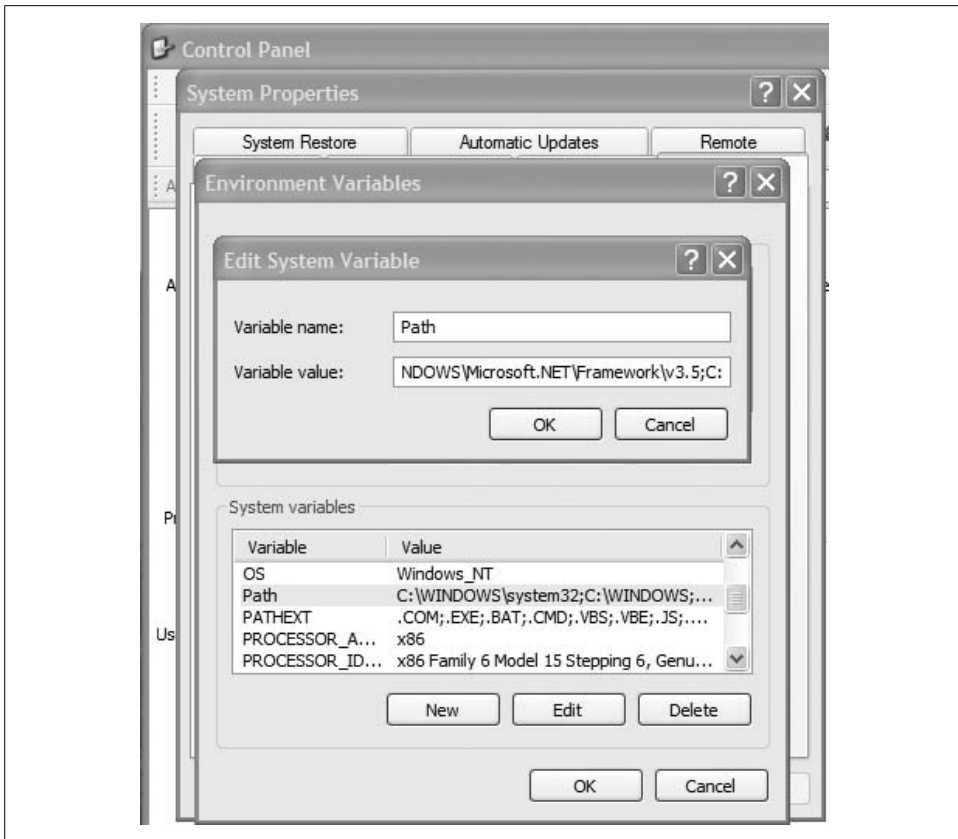 Control Panel
System Properties
System Restore Automatic Updates Remote
A Environment Variables
Edit System Variable
A
Variable name: Path
Variable value: NDOWS\Microsoft.NET\Framework\v3.5;C:
OK Cancel
System variables
Pr
Variable Value
OS Windows_NT
Path C:\WINDOWS\system32;C:\WINDOWS;...
PATHEXT .COM;.EXE;.BAT;.CMD;.VBS;.VBE;.JS;....
Us PROCESSOR_A... x86
PROCESSOR_ID... x86 Family 6 Model 15 Stepping 6, Genu...
New Edit Delete
OK Cancel